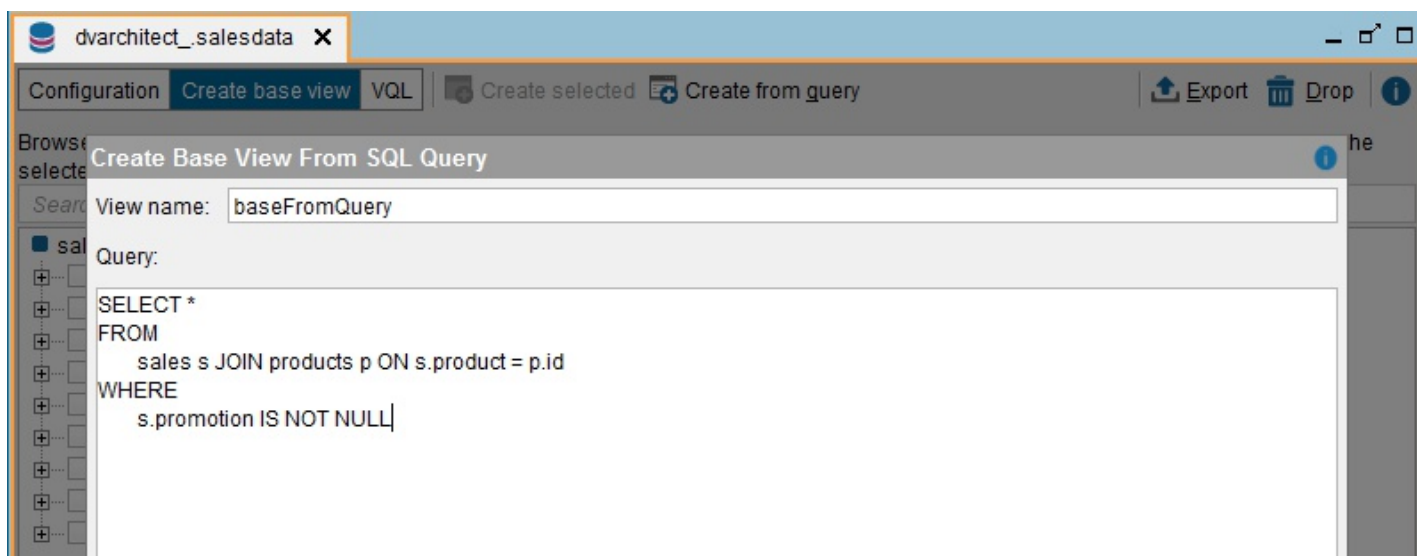 dvarchitect_.salesdata
Configuration Create base view VQL Create selected Create from query Export Drop
Browse
Create Base View From SQL Query
he
selecte
View name: baseFromQuery
Sear
sal
Query:
SELECT *
FROM
sales s JOIN products p ON s.product = p.id
WHERE
s.promotion IS NOT NULL